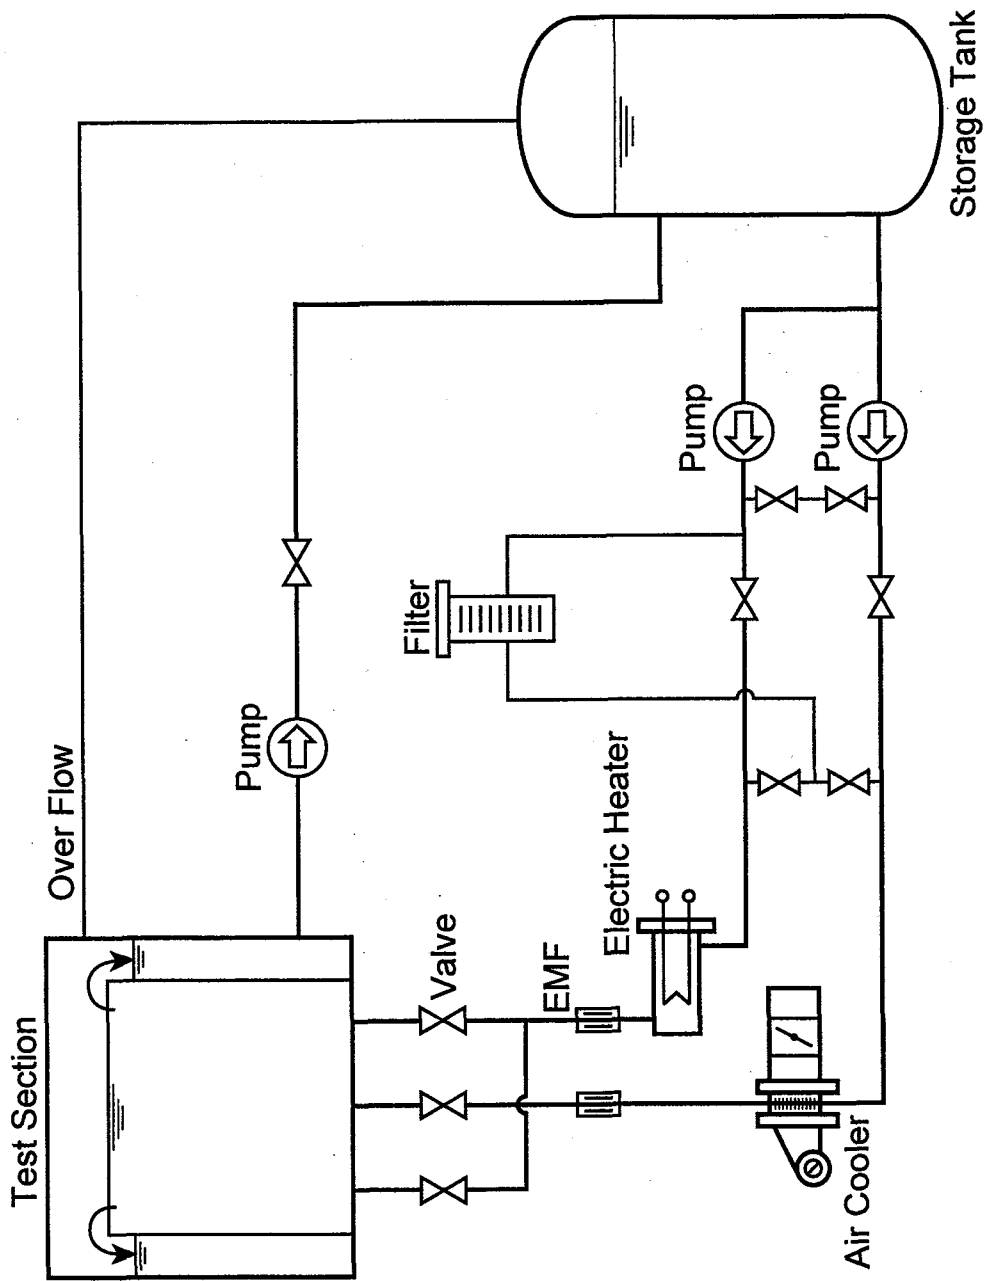 Test Section
Over Flow
Pump
Valve
EMF
Filter
Electric Heater
Air Cooler
Pump
Pump
Storage Tank